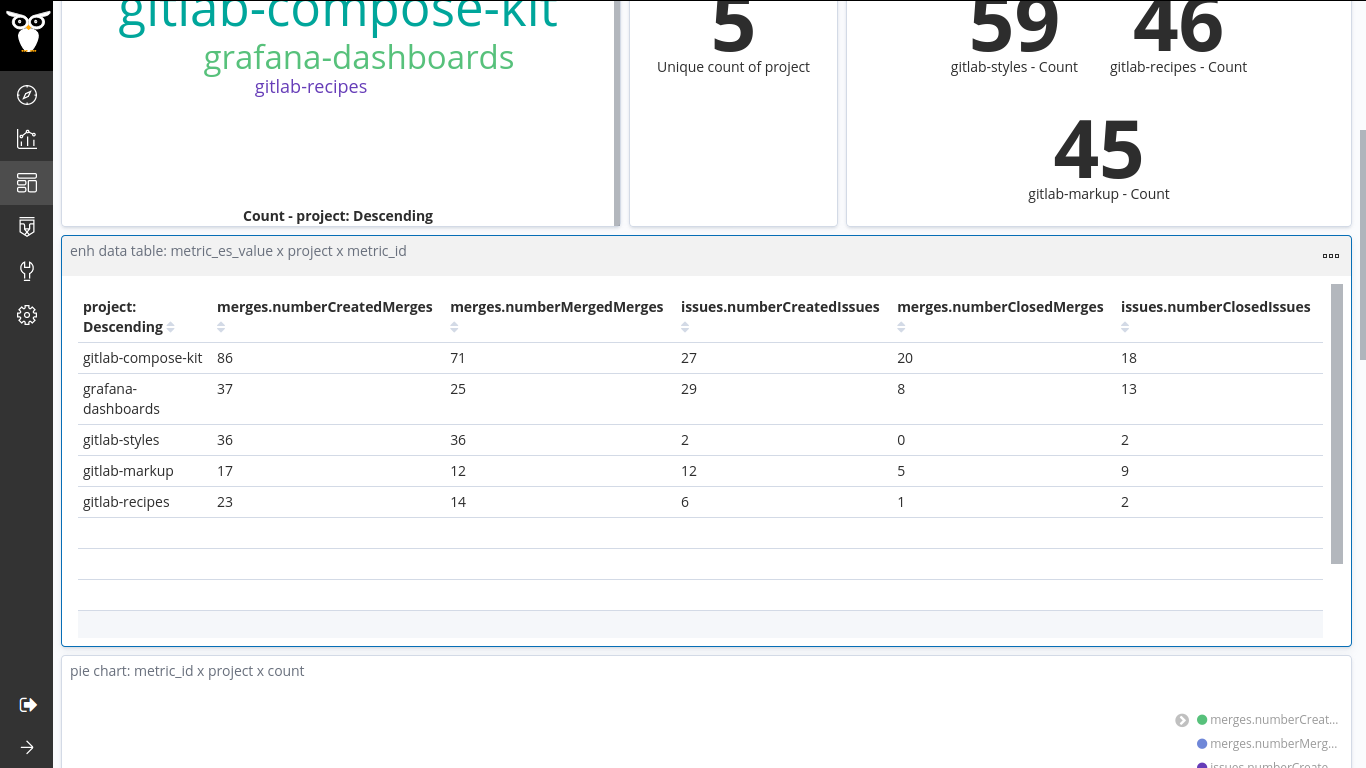 gitlab-compose-kit
grafana-dashboards
gitlab-recipes
Count - project: Descending
5
Unique count of project
59
gitlab-styles - Count
46
gitlab-recipes - Count
45
gitlab-markup - Count
enh data table: metric_es_value x project x metric_id
project: Descending merges.numberCreatedMerges merges.numberMergedMerges issues.numberCreatedIssues merges.numberClosedMerges issues.numberClosedIssues
gitlab-compose-kit 86 71 27 20 18
grafana-dashboards 37 25 29 8 13
gitlab-styles 36 36 2 0 2
gitlab-markup 17 12 12 5 9
gitlab-recipes 23 14 6 1 2
pie chart: metric_id x project x count
merges.numberCreat...
merges.numberMerg...
issues.numberCreate...